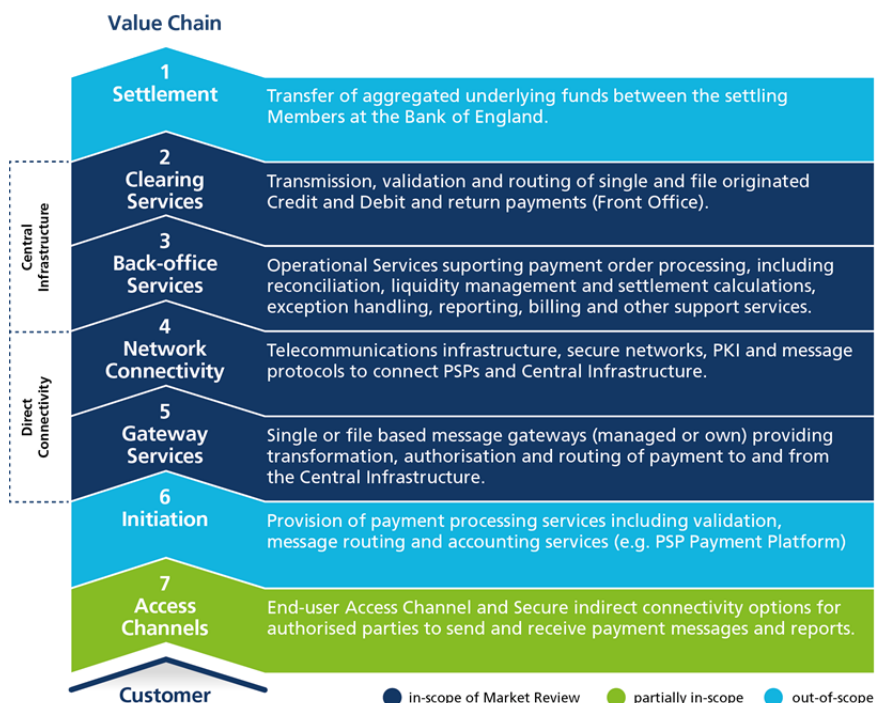 Value Chain
1
Settlement
Transfer of aggregated underlying funds between the settling
Members at the Bank of England.
Central
Infrastructure
2
Clearing
Services
Transmission, validation and routing of single and file originated
Credit and Debit and return payments (Front Office).
3
Back-office
Services
Operational Services suporting payment order processing, including
reconciliation, liquidity management and settlement calculations,
exception handling, reporting, billing and other support services.
Direct
Connectivity
4
Network
Connectivity
Telecommunications infrastructure, secure networks, PKI and message
protocols to connect PSPs and Central Infrastructure.
5
Gateway
Services
Single or file based message gateways (managed or own) providing
transformation, authorisation and routing of payment to and from
the Central Infrastructure.
6
Initiation
Provision of payment processing services including validation,
message routing and accounting services (e.g. PSP Payment Platform)
7
Access
Channels
End-user Access Channel and Secure indirect connectivity options for
authorised parties to send and receive payment messages and reports.
Customer
in-scope of Market Review
partially in-scope
out-of-scope